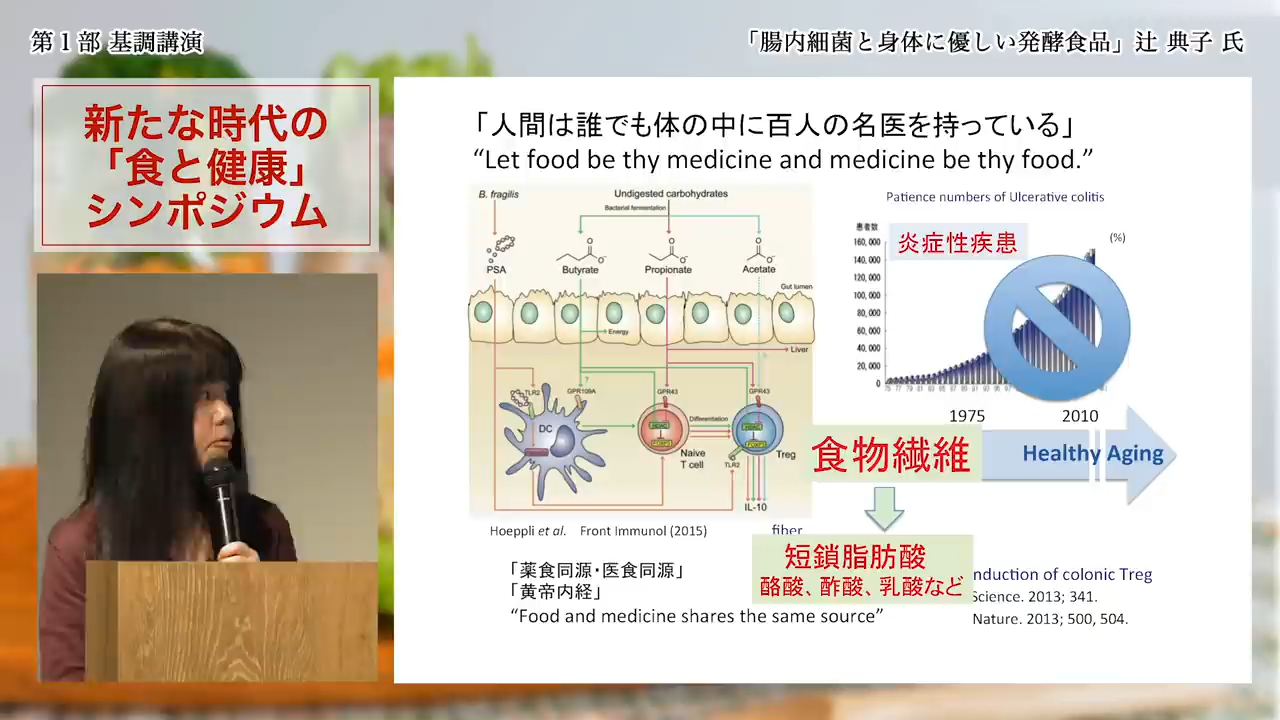 第1部 基調講演
「腸内細菌と身体に優しい発酵食品」辻 典子 氏
新たな時代の
「食と健康」
シンポジウム
「人間は誰でも体の中に百人の名医を持っている」
“Let food be thy medicine and medicine be thy food.”
B. fragilis
Undigested carbohydrates
Bacterial fermentation
PSA
Butyrate
Propionate
Acetate
Gut lumen
Energy
Liver
?
TLR2
GPR109A
GPR43
GPR43
DC
Differentiation
HDAC
FOXP3
HDAC
FOXP3
Naive
T cell
TLR2
Treg
IL-10
Hoeppli et al. Front Immunol (2015)
Patience numbers of Ulcerative colitis
患者数
炎症性疾患
(%)
160,000
140,000
120,000
100,000
80,000
60,000
40,000
20,000
0
1975
2010
食物繊維
Healthy Aging
fiber
短鎖脂肪酸
酪酸、酢酸、乳酸など
nduction of colonic Treg
Science. 2013; 341.
Nature. 2013; 500, 504.
「薬食同源・医食同源」
「黄帝内経」
“Food and medicine shares the same source”